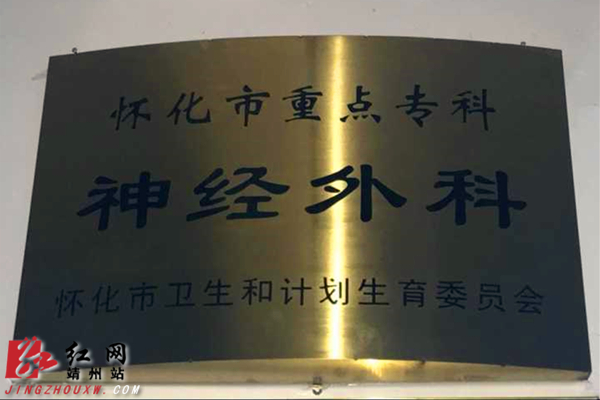 怀化市重点专科
神经外科
怀化市卫生和计划生育委员会
红网
靖州站
JINGZHOUXW.COM